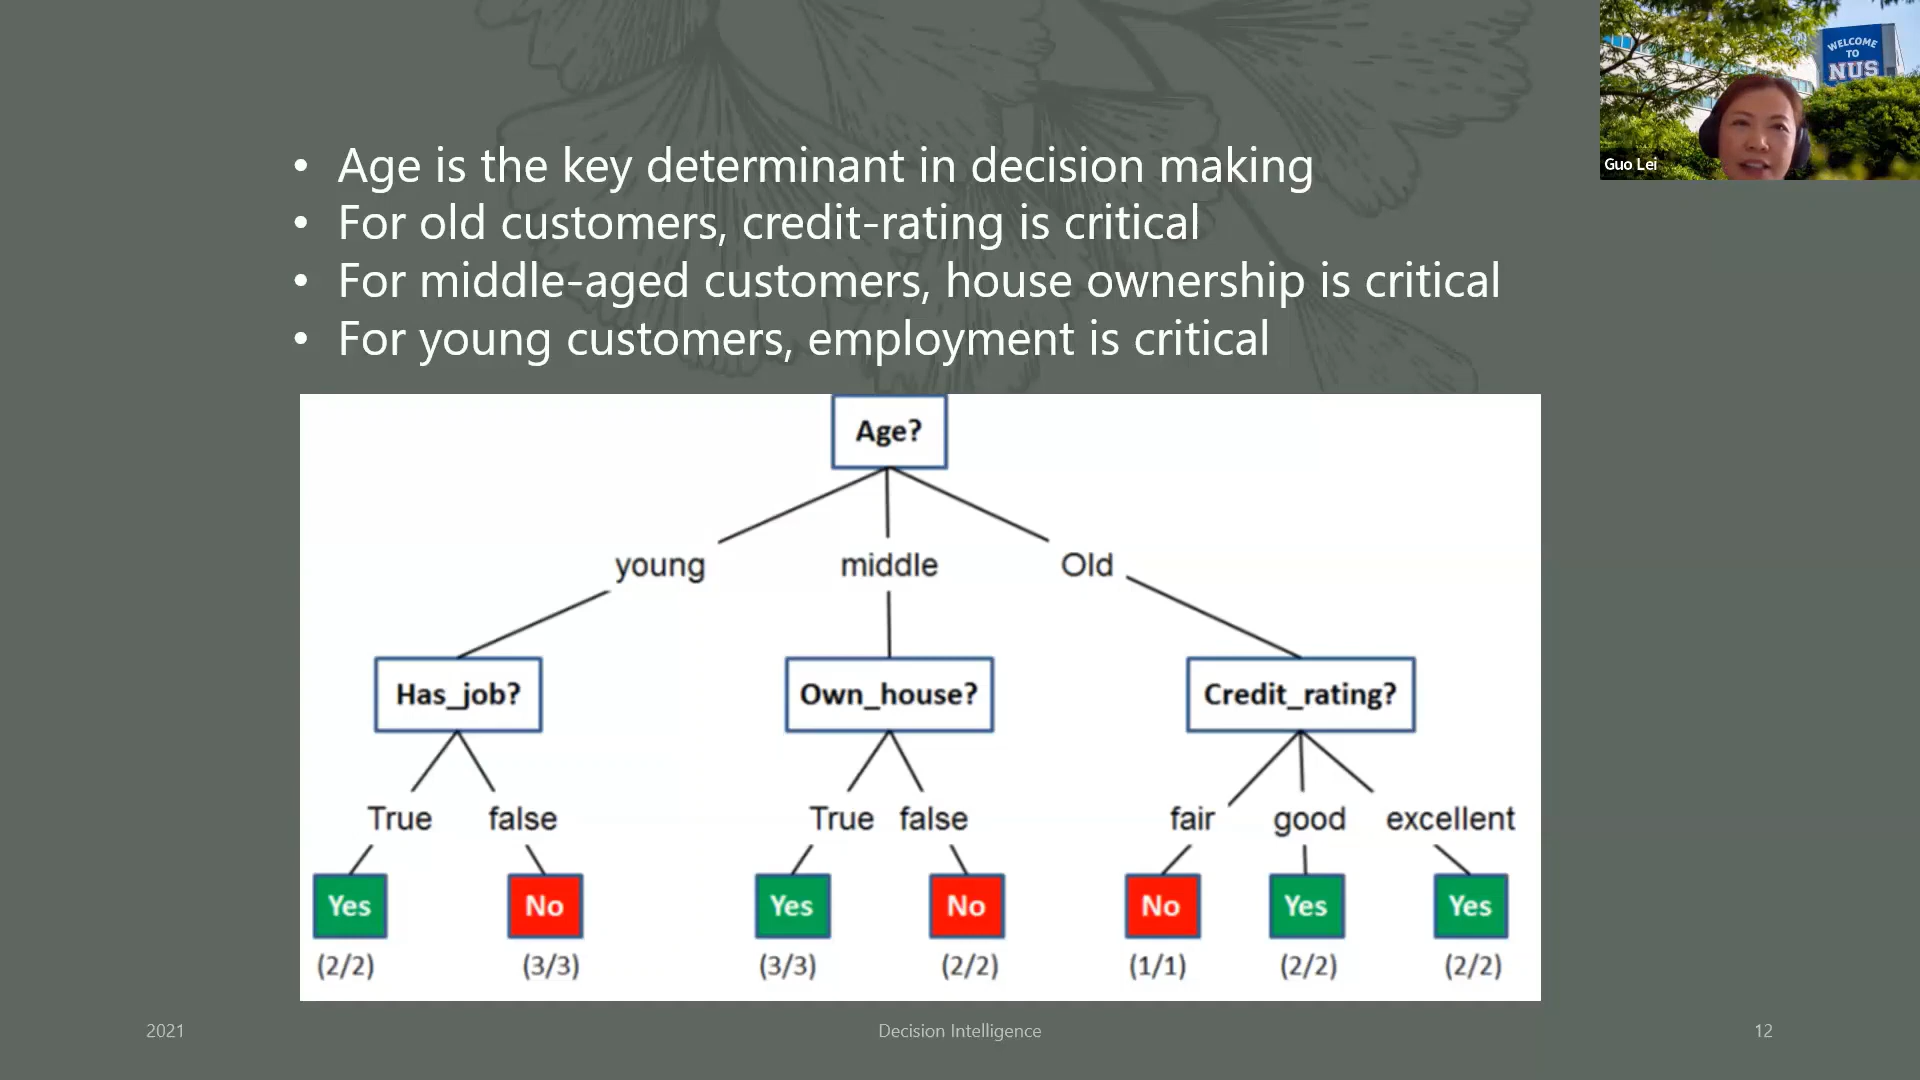 WELCOME
TO
NUS
Guo Lei
• Age is the key determinant in decision making
• For old customers, credit-rating is critical
• For middle-aged customers, house ownership is critical
• For young customers, employment is critical
Age?
young middle Old
Has_job? Own_house? Credit_rating?
True false True false fair good excellent
Yes No Yes No No Yes Yes
(2/2) (3/3) (3/3) (2/2) (1/1) (2/2) (2/2)
2021 Decision Intelligence 12